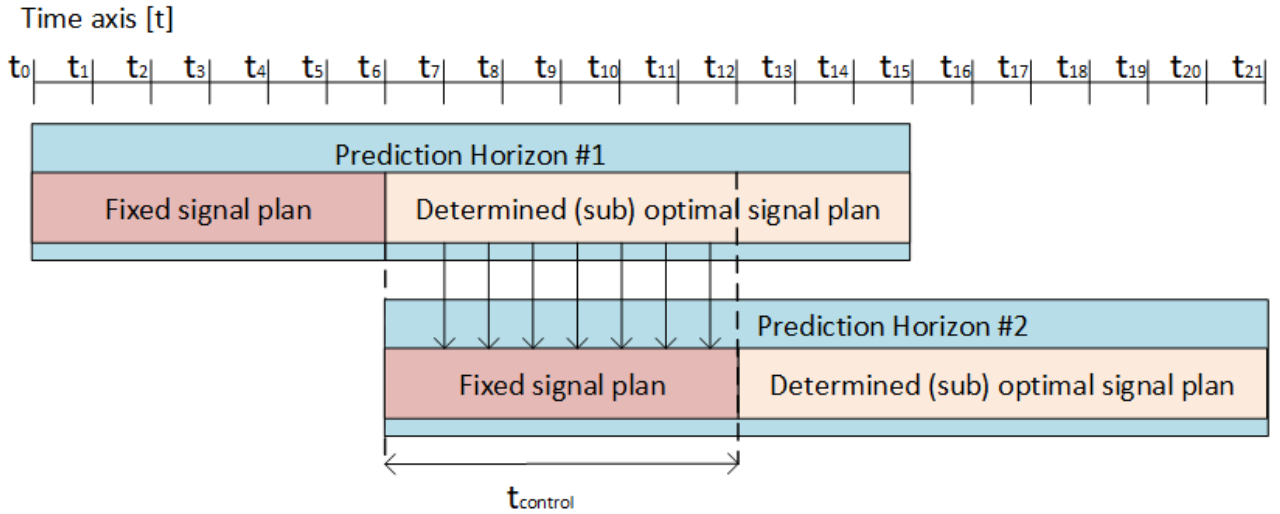 Time axis [t]
t0 t1 t2 t3 t4 t5 t6 t7 t8 t9 t10 t11 t12 t13 t14 t15 t16 t17 t18 t19 t20 t21
Prediction Horizon #1
Fixed signal plan Determined (sub) optimal signal plan
Prediction Horizon #2
Fixed signal plan Determined (sub) optimal signal plan
tcontrol